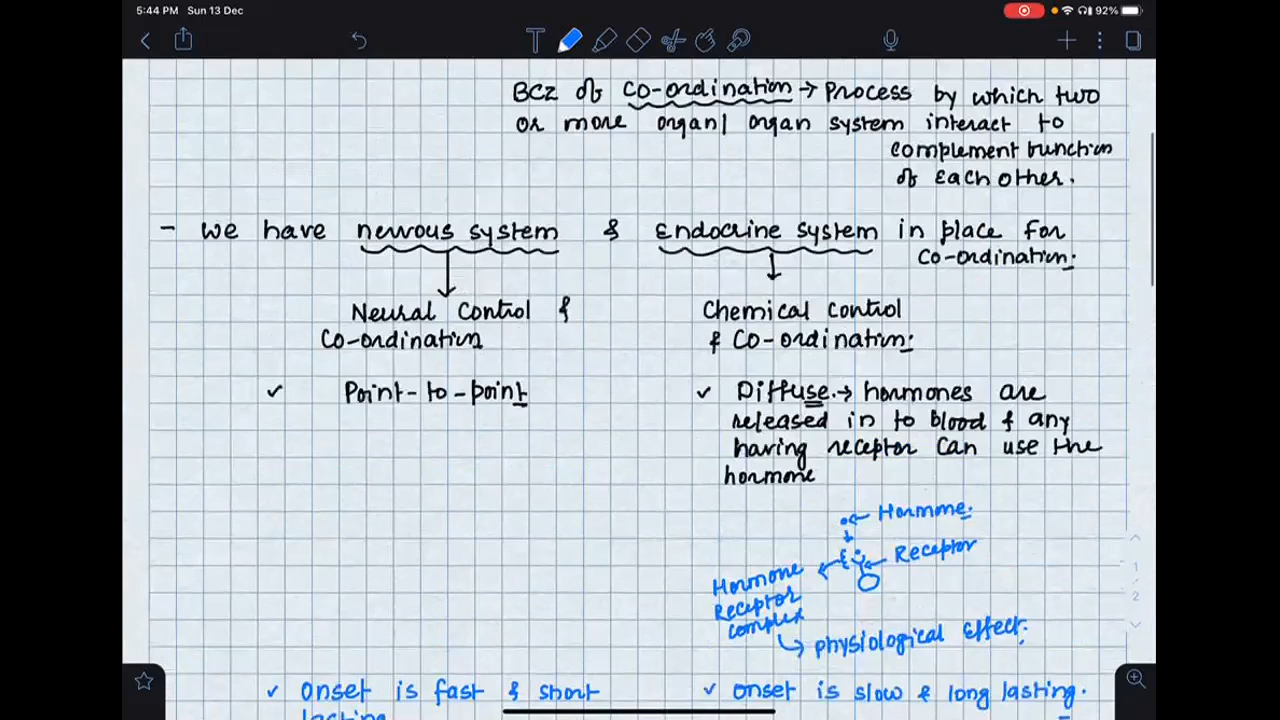 5:44 PM Sun 13 Dec
92%
Bcz of co-ordination → Process by which two
or more organ/ organ system interact to
complement function
of Each other.
- we have nervous system & Endocrine system in place for
co-ordination.
Neural Control &
Co-ordination
Chemical control
& Co-ordination.
✓ Point-to-point
✓ Diffuse. → hormones are
released in to blood & any
having receptor can use the
hormone
Hormone.
Receptor
Hormone
Receptor
complex
physiological Effect.
✓ onset is fast & short
lasting
✓ onset is slow & long lasting.
1
2